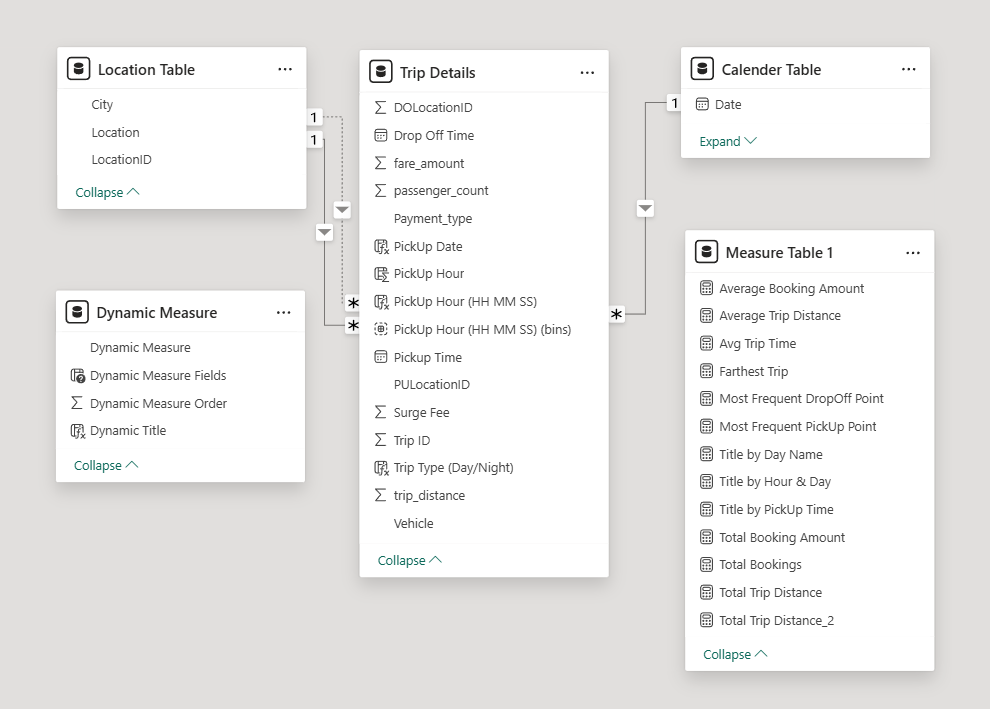 Location Table
City
Location
LocationID
Collapse
1
1
Dynamic Measure
Dynamic Measure
Dynamic Measure Fields
Dynamic Measure Order
Dynamic Title
Collapse
*
*
Trip Details
DOLocationID
Drop Off Time
fare_amount
passenger_count
Payment_type
PickUp Date
PickUp Hour
PickUp Hour (HH MM SS)
PickUp Hour (HH MM SS) (bins)
Pickup Time
PULocationID
Surge Fee
Trip ID
Trip Type (Day/Night)
trip_distance
Vehicle
Collapse
*
1
Calender Table
Date
Expand
Measure Table 1
Average Booking Amount
Average Trip Distance
Avg Trip Time
Farthest Trip
Most Frequent DropOff Point
Most Frequent PickUp Point
Title by Day Name
Title by Hour & Day
Title by PickUp Time
Total Booking Amount
Total Bookings
Total Trip Distance
Total Trip Distance_2
Collapse